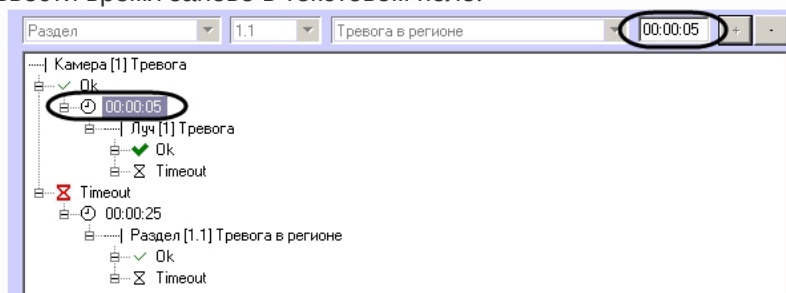 ввести время заново в текстовом поле.
Раздел 1.1 Тревога в регионе 00:00:05 + -
Камера [1] Тревога
Ok
00:00:05
Луч [1] Тревога
Ok
Timeout
Timeout
00:00:25
Раздел [1.1] Тревога в регионе
Ok
Timeout